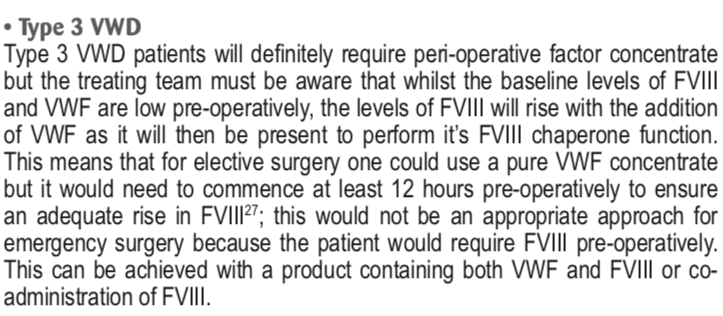 • Type 3 VWD
Type 3 VWD patients will definitely require peri-operative factor concentrate
but the treating team must be aware that whilst the baseline levels of FVIII
and VWF are low pre-operatively, the levels of FVIII will rise with the addition
of VWF as it will then be present to perform it's FVIII chaperone function.
This means that for elective surgery one could use a pure VWF concentrate
but it would need to commence at least 12 hours pre-operatively to ensure
an adequate rise in FVIII27; this would not be an appropriate approach for
emergency surgery because the patient would require FVIII pre-operatively.
This can be achieved with a product containing both VWF and FVIII or co-
administration of FVIII.